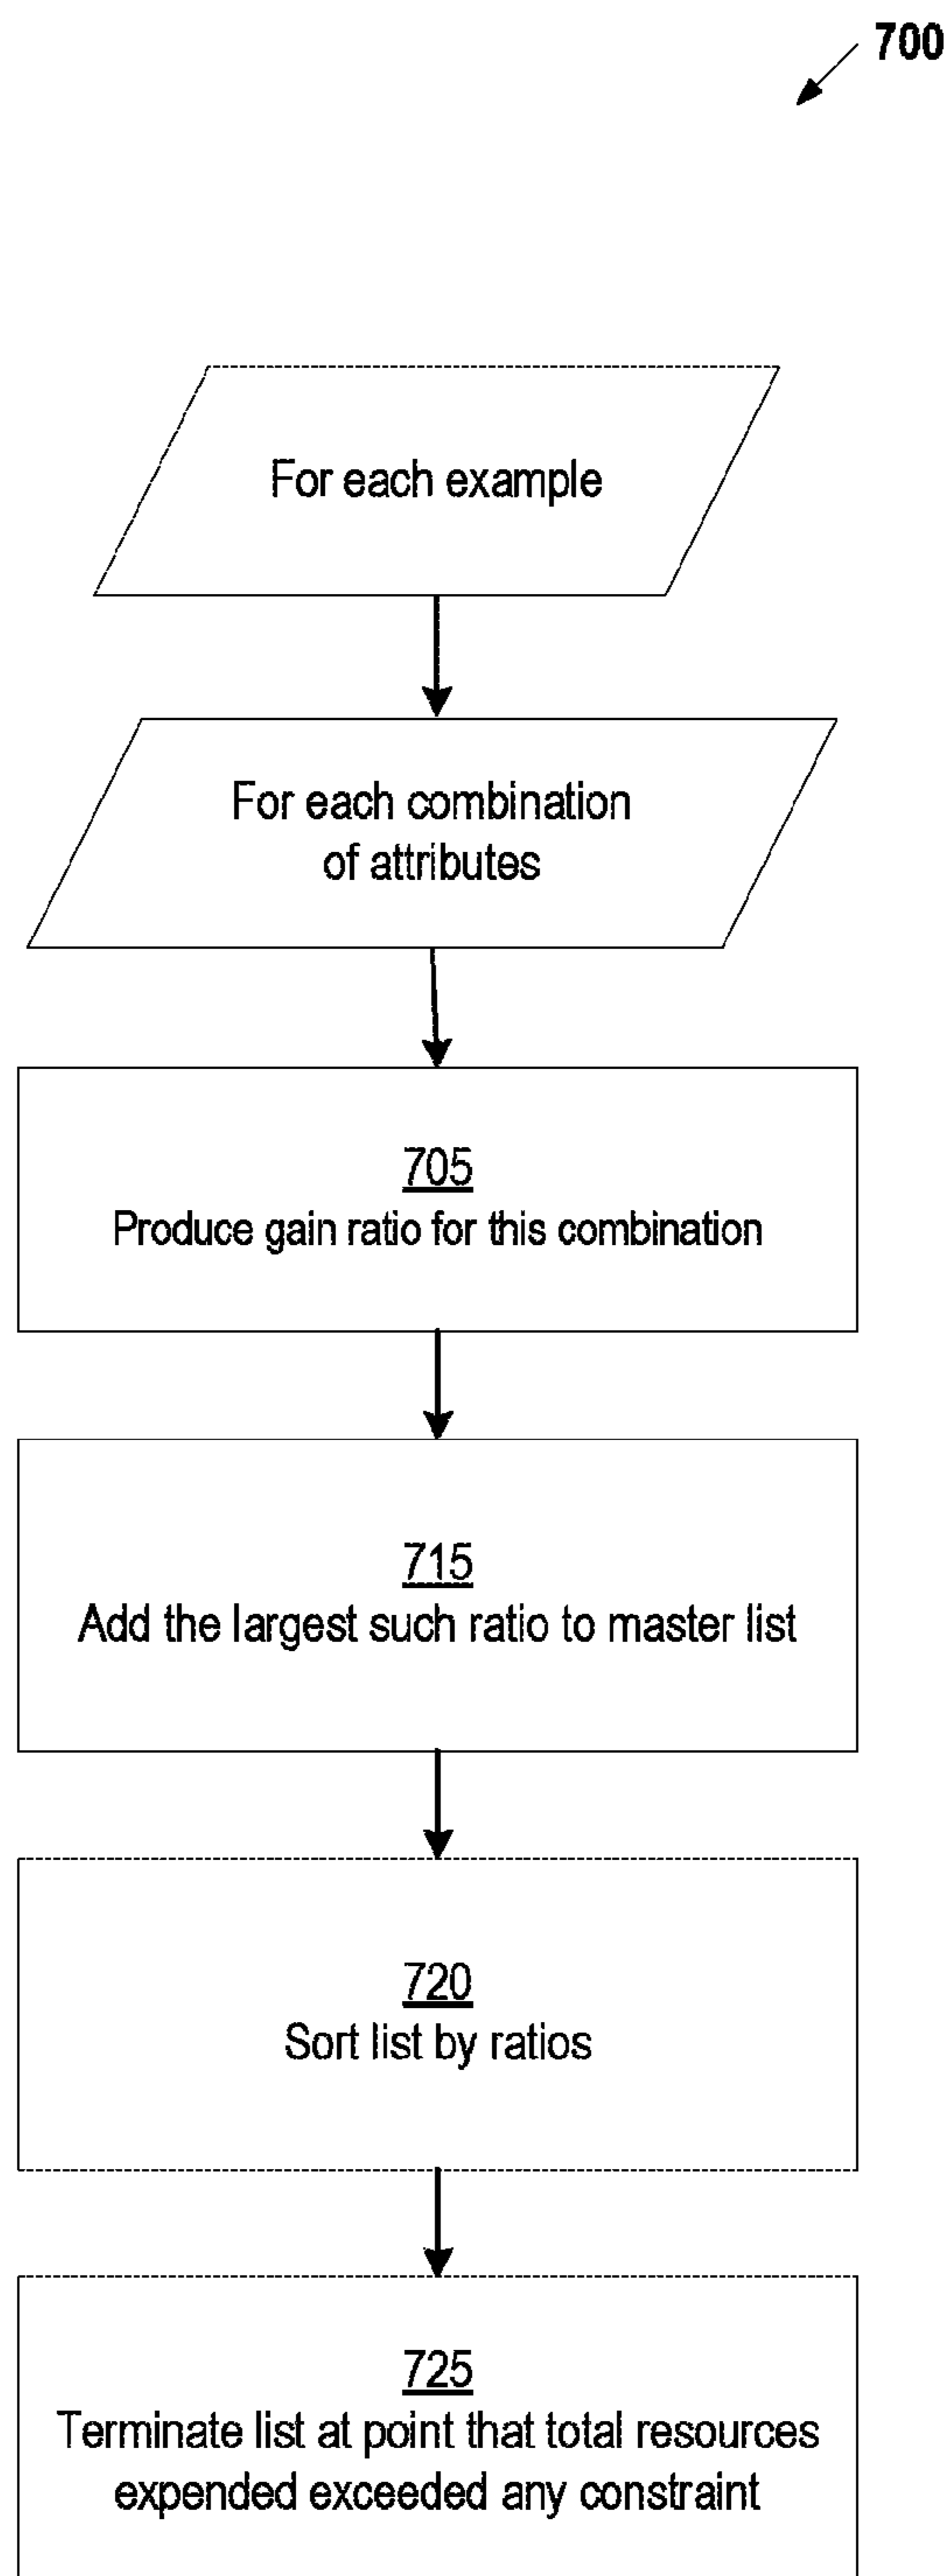 700
For each example
For each combination
of attributes
705
Produce gain ratio for this combination
715
Add the largest such ratio to master list
720
Sort list by ratios
725
Terminate list at point that total resources
expended exceeded any constraint